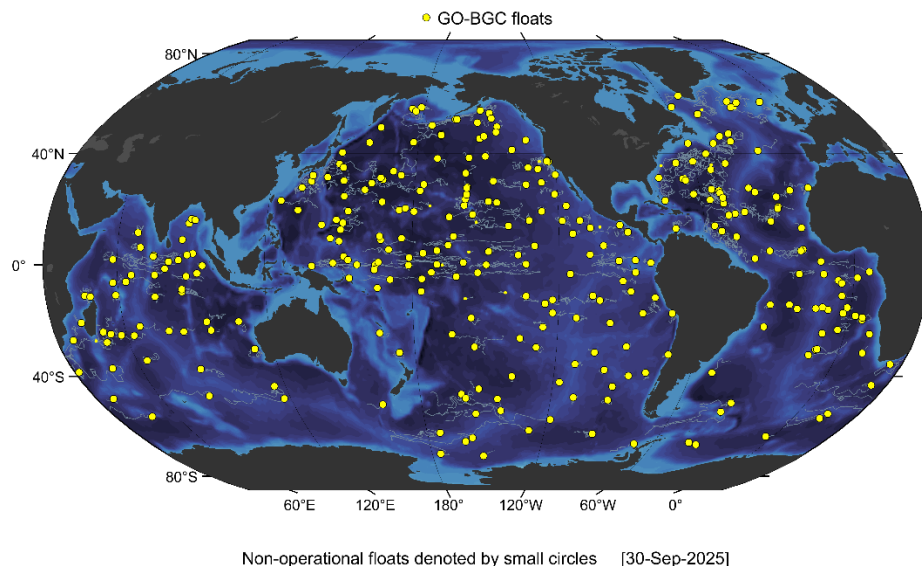 GO-BGC floats
80°N
40°N
0°
40°S
80°S
60°E 120°E 180° 120°W 60°W 0°
Non-operational floats denoted by small circles [30-Sep-2025]